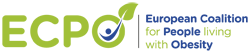 ECPO
European Coalition
for People living
with Obesity